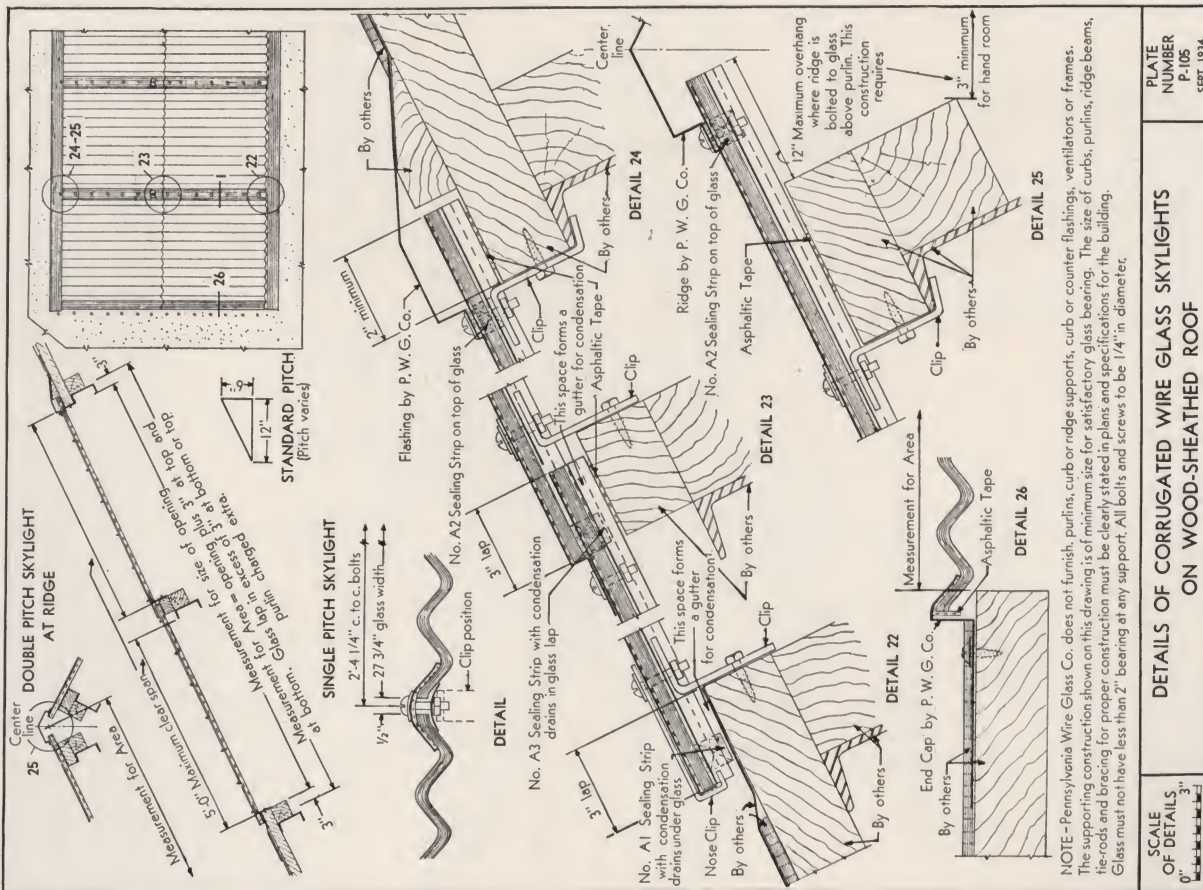 25
Center
line
DOUBLE PITCH SKYLIGHT
AT RIDGE
Measurement for Area
5'-0" Maximum clear span
Measurement for size of opening
Area = opening plus 3" at top and
Measurement for
at bottom. Glass lap in excess of 3" at bottom or top
Measurement
purlin charged extra.
3"
3"
SINGLE PITCH SKYLIGHT
6"
12"
STANDARD PITCH
(Pitch varies)
24-25
23
22
26
B
B
2'-4 1/4" c. to c. bolts
27 3/4" glass width
1/2"
Clip position
DETAIL
Flashing by P. W. G. Co.
2" minimum
By others
Center
line
No. A2 Sealing Strip on top of glass
Clip
This space forms a
gutter for condensation
Asphaltic Tape
By others
DETAIL 24
No. A3 Sealing Strip with condensation
drains in glass lap
3" lap
Clip
By others
DETAIL 23
No. A1 Sealing Strip
with condensation
drains under glass
3" lap
Nose Clip
By others
This space forms
a gutter
for condensation
Clip
By others
DETAIL 22
Ridge by P. W. G. Co.
No. A2 Sealing Strip on top of glass
Asphaltic Tape
12" Maximum overhang
where ridge is
bolted to glass
above purlin. This
construction
requires
3" minimum
for hand room
Clip
By others
DETAIL 25
Measurement for Area
End Cap by P. W. G. Co.
By others
Asphaltic Tape
DETAIL 26
NOTE - Pennsylvania Wire Glass Co. does not furnish, purlins, curb or ridge supports, curb or counter flashings, ventilators or frames.
The supporting construction shown on this drawing is of minimum size for satisfactory glass bearing. The size of curbs, purlins, ridge beams,
tie-rods and bracing for proper construction must be clearly stated in plans and specifications for the building.
Glass must not have less than 2" bearing at any support. All bolts and screws to be 1/4" in diameter.
SCALE
OF DETAILS
0" 3"
DETAILS OF CORRUGATED WIRE GLASS SKYLIGHTS
ON WOOD-SHEATHED ROOF
PLATE
NUMBER
P-105
SEPT. 1934